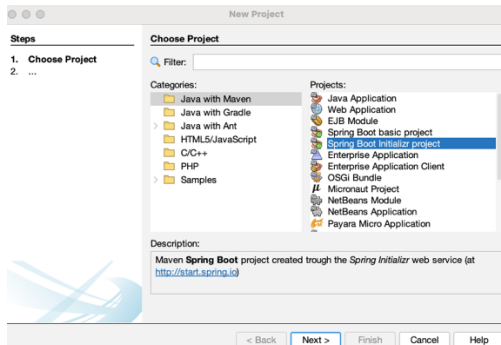 New Project
Steps
1. Choose Project
2. ...
Choose Project
Filter:
Categories:
Java with Maven
Java with Gradle
Java with Ant
HTML5/JavaScript
C/C++
PHP
Samples
Projects:
Java Application
Web Application
EJB Module
Spring Boot basic project
Spring Boot Initializr project
Enterprise Application
Enterprise Application Client
OSGi Bundle
Micronaut Project
NetBeans Module
NetBeans Application
Payara Micro Application
Description:
Maven Spring Boot project created trough the Spring Initializr web service (at
http://start.spring.io)
< Back
Next >
Finish
Cancel
Help